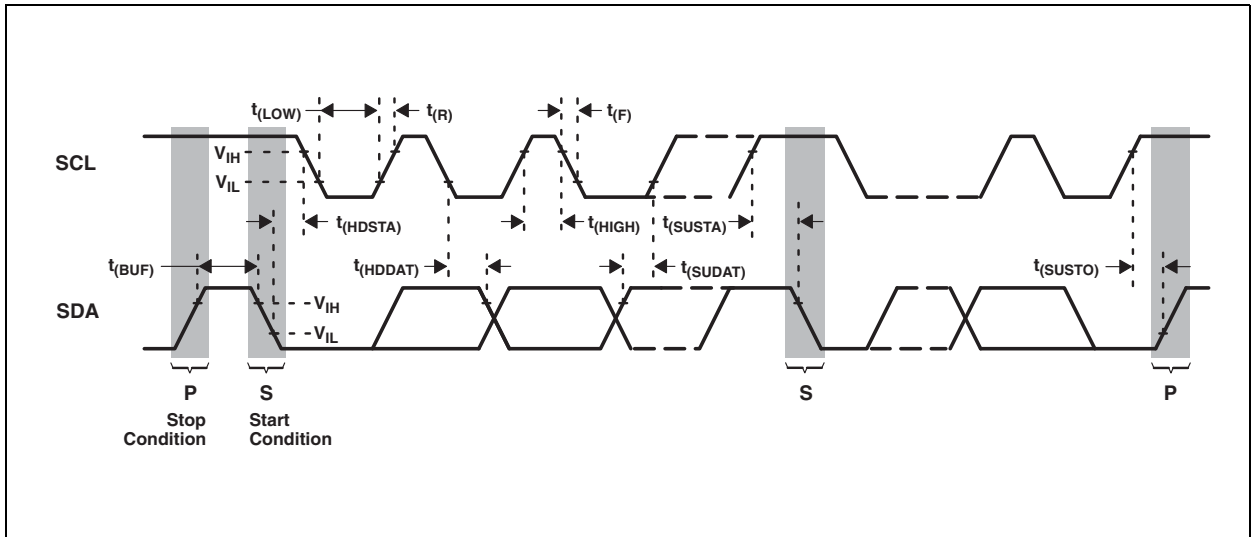 t(LOW)
t(R)
t(F)
SCL
VIH
VIL
t(HDSTA)
t(HIGH)
t(SUSTA)
t(BUF)
t(HDDAT)
t(SUDAT)
t(SUSTO)
SDA
VIH
VIL
P
S
S
P
Stop
Condition
Start
Condition